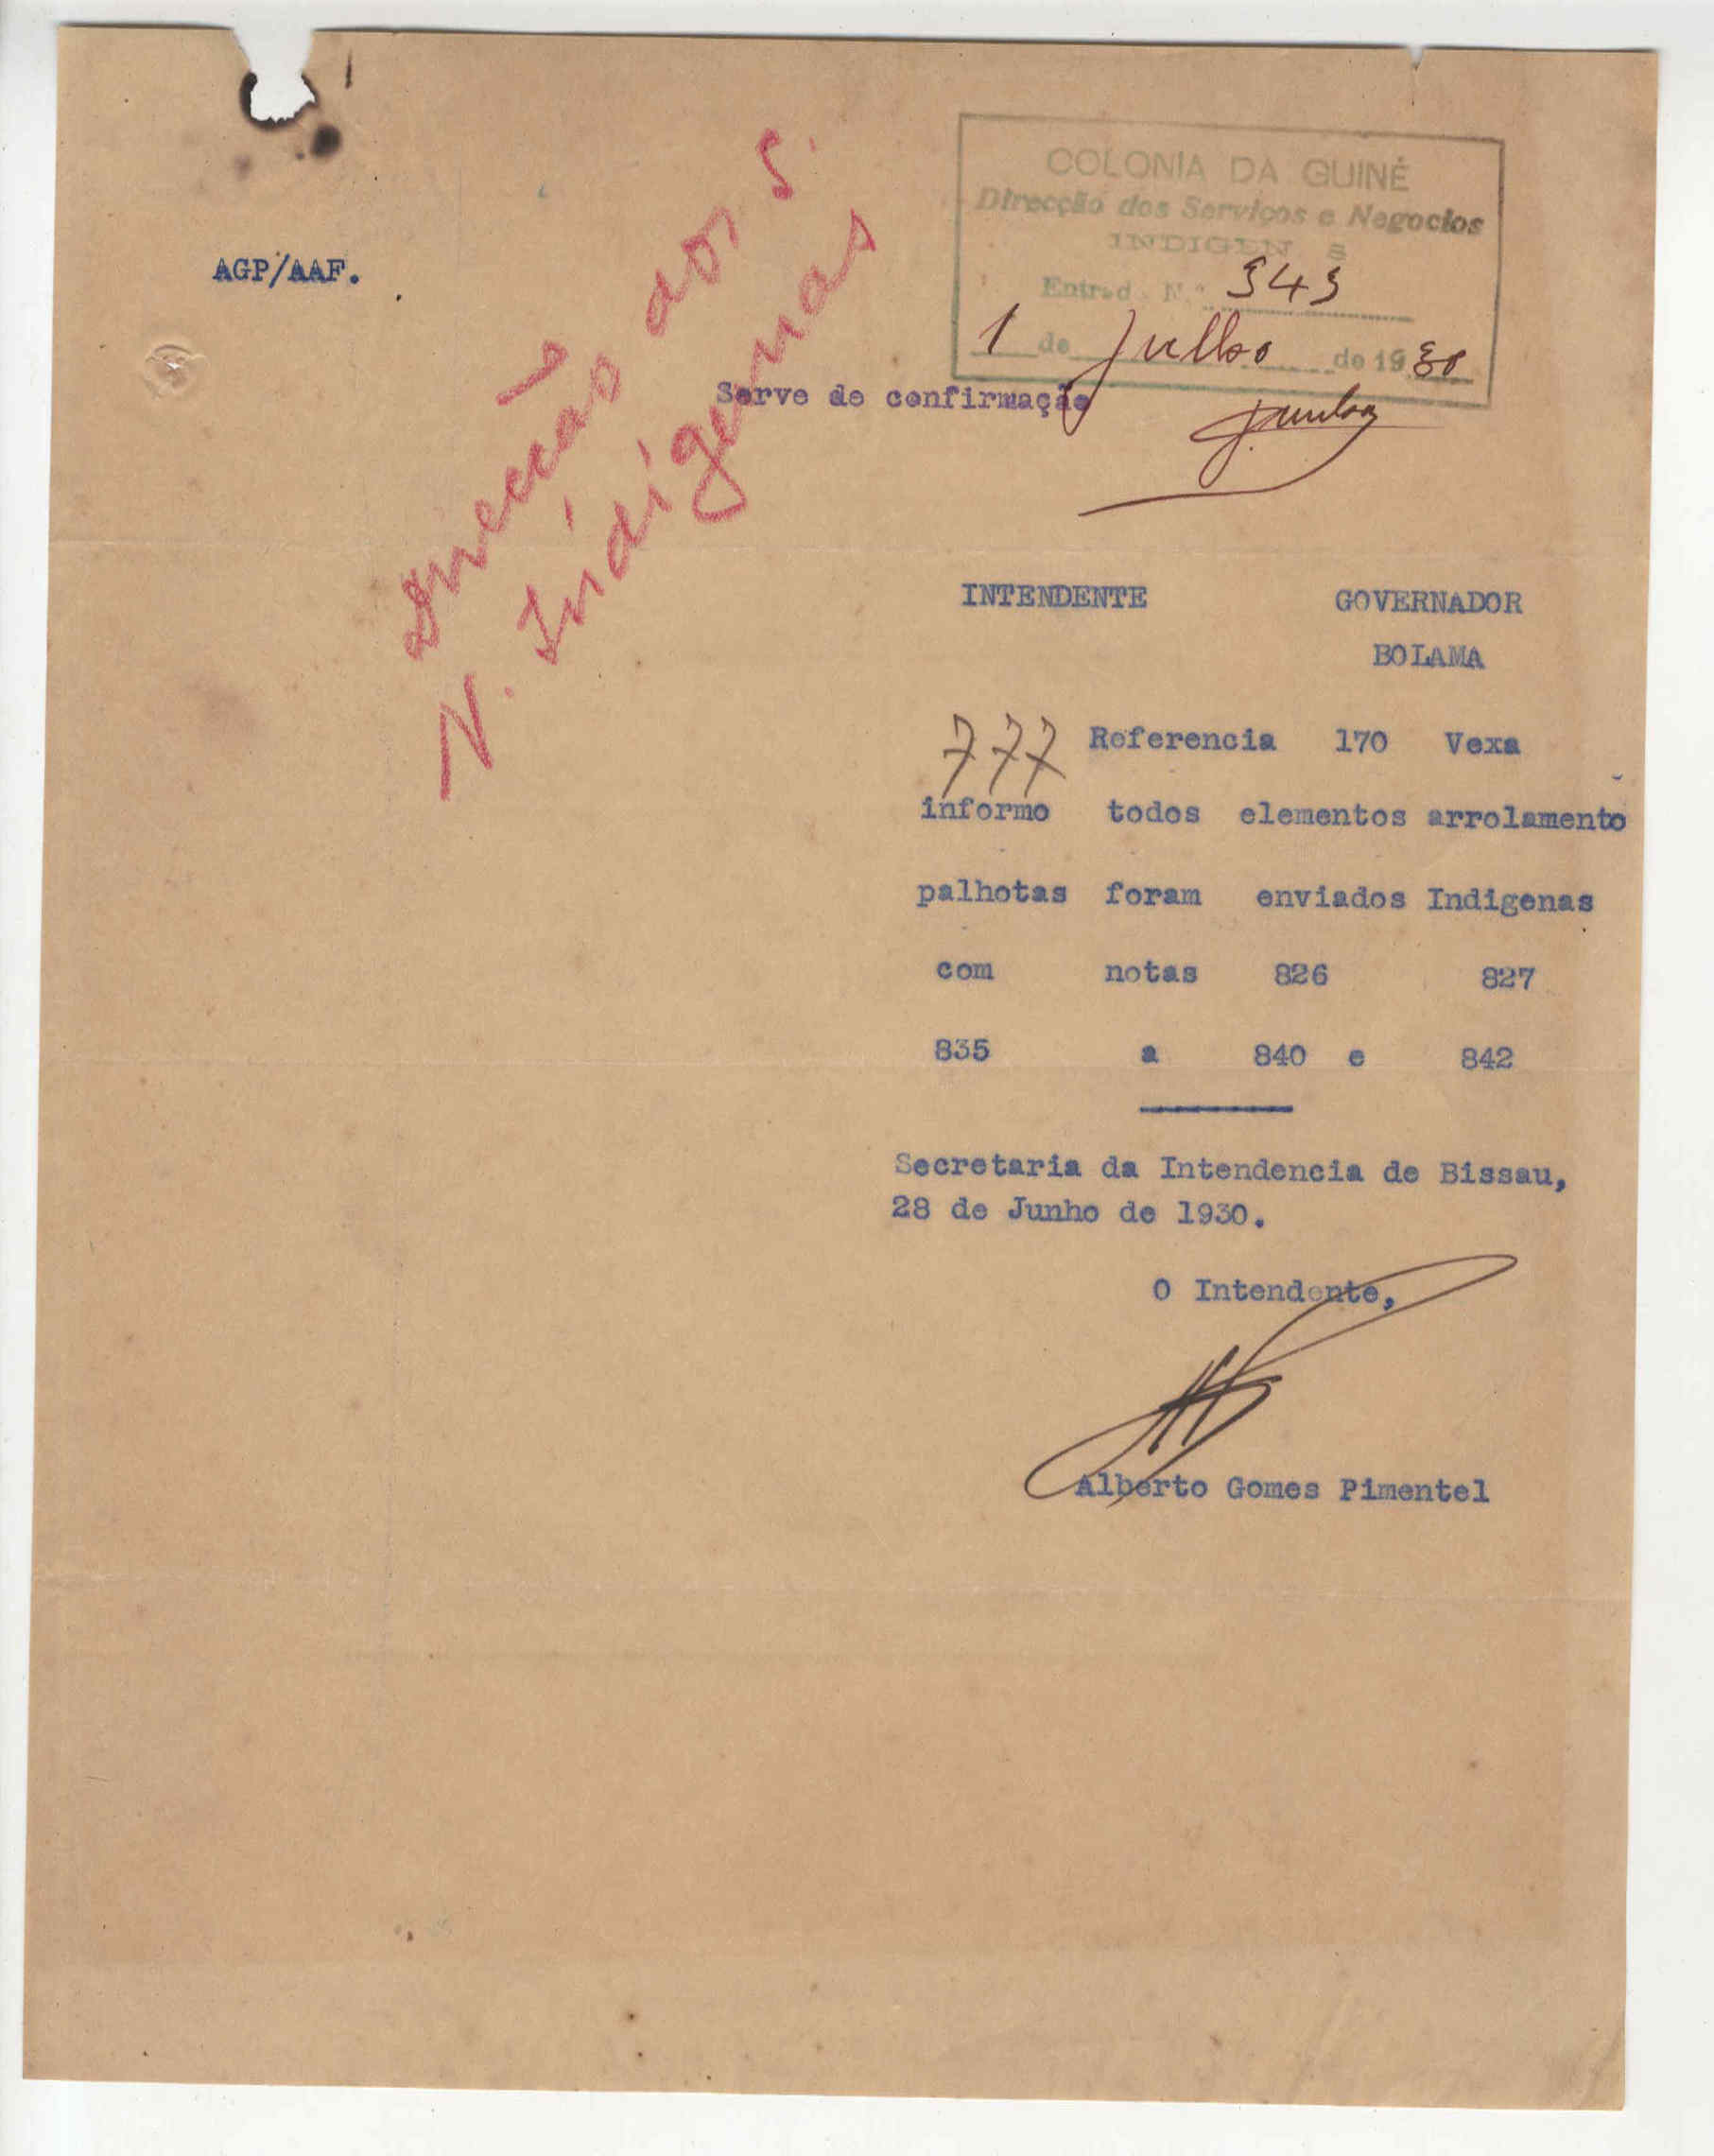 COLONIA DA GUINÉ
Direcção dos Serviços e Negocios
INDIGEN S
Entrad N.º 343
1 de Julho de 1930
AGP/AAF.
Direcção dos S.
N. Indigenas
Serve de confirmação
INTENDENTE GOVERNADOR
BOLAMA
777 Referencia 170 Vexa
informo todos elementos arrolamento
palhotas foram enviados Indigenas
com notas 826 827
835 a 840 e 842
Secretaria da Intendencia de Bissau,
28 de Junho de 1930.
O Intendente,
Alberto Gomes Pimentel